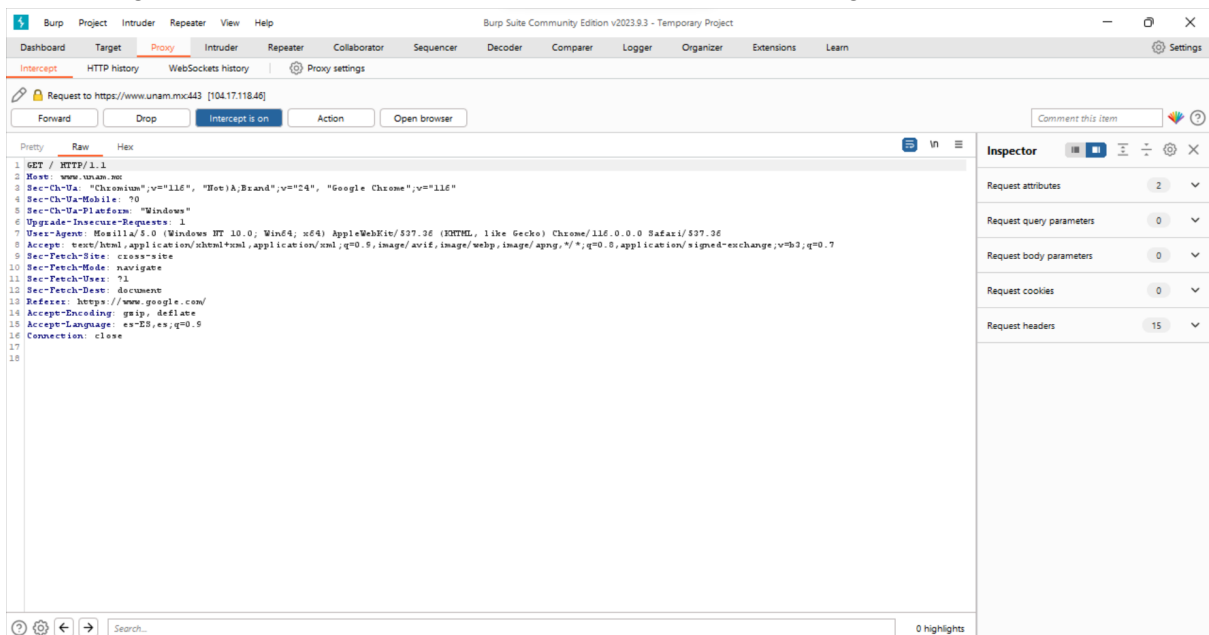 Burp Project Intruder Repeater View Help Burp Suite Community Edition v2023.9.3 - Temporary Project
Dashboard Target Proxy Intruder Repeater Collaborator Sequencer Decoder Comparer Logger Organizer Extensions Learn Settings
Intercept HTTP history WebSockets history Proxy settings
Request to https://www.unam.mx:443 [104.17.118.46]
Forward Drop Intercept is on Action Open browser Comment this item
Pretty Raw Hex \n
Inspector
1 GET / HTTP/1.1
2 Host: www.unam.mx
3 Sec-Ch-Ua: "Chromium";v="116", "Not)A;Brand";v="24", "Google Chrome";v="116"
4 Sec-Ch-Ua-Mobile: ?0
5 Sec-Ch-Ua-Platform: "Windows"
6 Upgrade-Insecure-Requests: 1
7 User-Agent: Mozilla/5.0 (Windows NT 10.0; Win64; x64) AppleWebKit/537.36 (KHTML, like Gecko) Chrome/116.0.0.0 Safari/537.36
8 Accept: text/html,application/xhtml+xml,application/xml;q=0.9,image/avif,image/webp,image/apng,*/*;q=0.8,application/signed-exchange;v=b3;q=0.7
9 Sec-Fetch-Site: cross-site
10 Sec-Fetch-Mode: navigate
11 Sec-Fetch-User: ?1
12 Sec-Fetch-Dest: document
13 Referer: https://www.google.com/
14 Accept-Encoding: gzip, deflate
15 Accept-Language: es-ES,es;q=0.9
16 Connection: close
17
18
Request attributes 2
Request query parameters 0
Request body parameters 0
Request cookies 0
Request headers 15
Search... 0 highlights